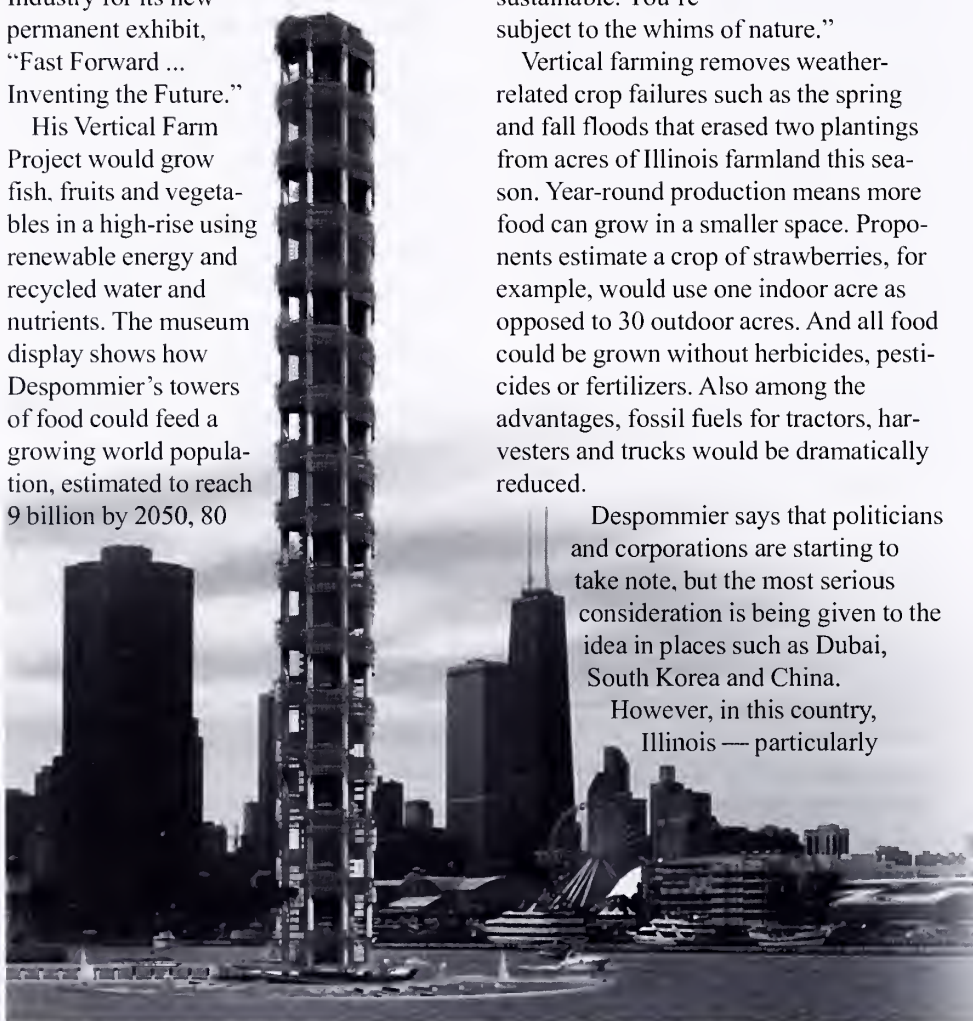 Industry for its new
permanent exhibit,
“Fast Forward ...
Inventing the Future.”
His Vertical Farm
Project would grow
fish, fruits and vegeta-
bles in a high-rise using
renewable energy and
recycled water and
nutrients. The museum
display shows how
Despommier’s towers
of food could feed a
growing world popula-
tion, estimated to reach
9 billion by 2050, 80
sustainable. You’re
subject to the whims of nature.”
Vertical farming removes weather-
related crop failures such as the spring
and fall floods that erased two plantings
from acres of Illinois farmland this sea-
son. Year-round production means more
food can grow in a smaller space. Propo-
nents estimate a crop of strawberries, for
example, would use one indoor acre as
opposed to 30 outdoor acres. And all food
could be grown without herbicides, pesti-
cides or fertilizers. Also among the
advantages, fossil fuels for tractors, har-
vesters and trucks would be dramatically
reduced.
Despommier says that politicians
and corporations are starting to
take note, but the most serious
consideration is being given to the
idea in places such as Dubai,
South Korea and China.
However, in this country,
Illinois — particularly